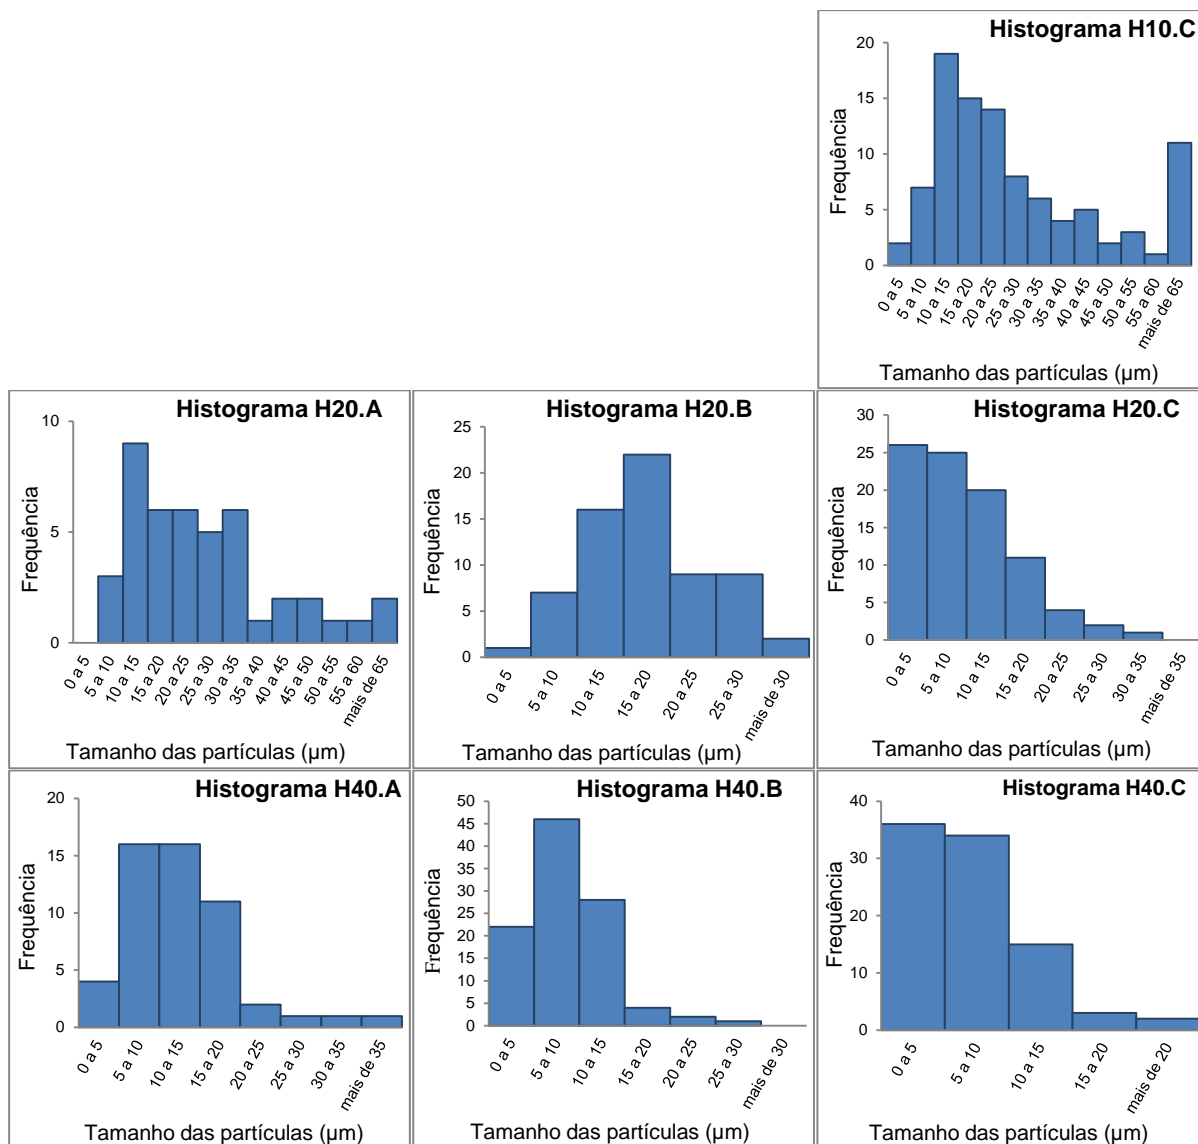 Histograma H10.C
20
15
10
5
0
Frequência
0 a 5
5 a 10
10 a 15
15 a 20
20 a 25
25 a 30
30 a 35
35 a 40
40 a 45
45 a 50
50 a 55
55 a 60
mais de 65
Tamanho das partículas (µm)
Histograma H20.A
10
5
0
Frequência
0 a 5
5 a 10
10 a 15
15 a 20
20 a 25
25 a 30
30 a 35
35 a 40
40 a 45
45 a 50
50 a 55
55 a 60
mais de 65
Tamanho das partículas (µm)
Histograma H20.B
25
20
15
10
5
0
Frequência
0 a 5
5 a 10
10 a 15
15 a 20
20 a 25
25 a 30
mais de 30
Tamanho das partículas (µm)
Histograma H20.C
30
25
20
15
10
5
0
Frequência
0 a 5
5 a 10
10 a 15
15 a 20
20 a 25
25 a 30
30 a 35
mais de 35
Tamanho das partículas (µm)
Histograma H40.A
20
15
10
5
0
Frequência
0 a 5
5 a 10
10 a 15
15 a 20
20 a 25
25 a 30
30 a 35
mais de 35
Tamanho das partículas (µm)
Histograma H40.B
50
45
40
35
30
25
20
15
10
5
0
Frequência
0 a 5
5 a 10
10 a 15
15 a 20
20 a 25
25 a 30
mais de 30
Tamanho das partículas (µm)
Histograma H40.C
40
30
20
10
0
Frequência
0 a 5
5 a 10
10 a 15
15 a 20
mais de 20
Tamanho das partículas (µm)